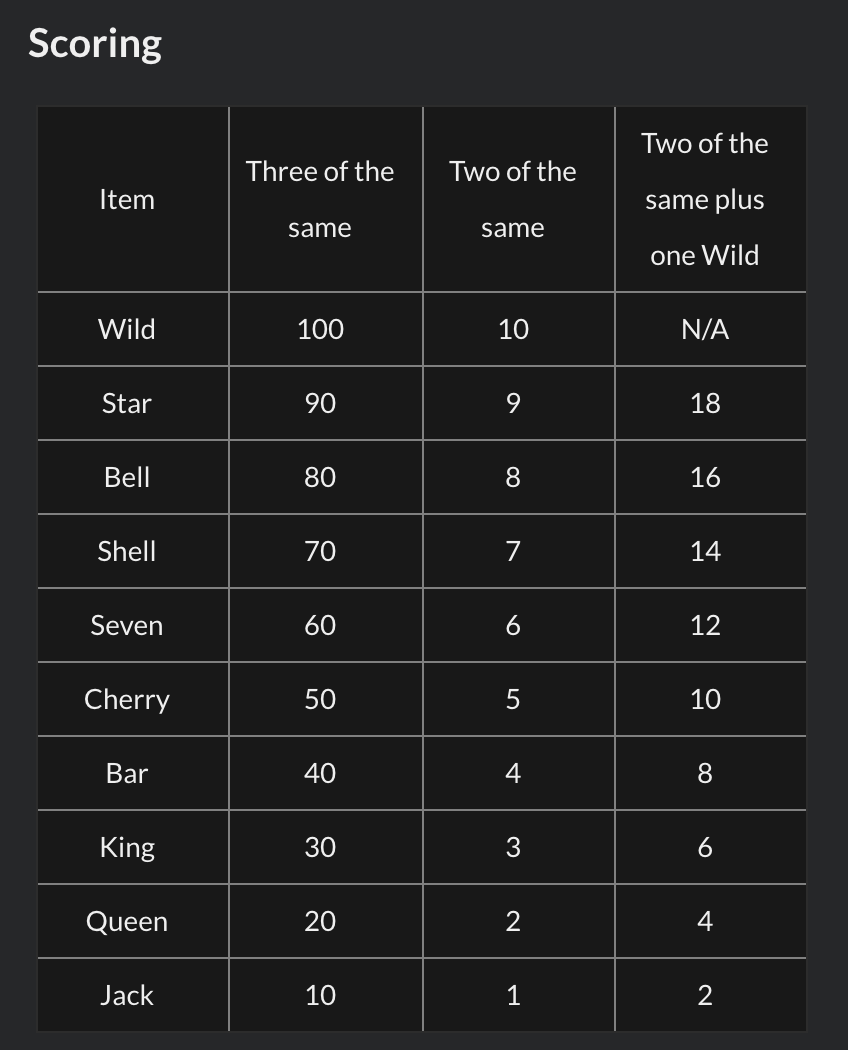 Scoring
Item | Three of the same | Two of the same | Two of the same plus one Wild
Wild | 100 | 10 | N/A
Star | 90 | 9 | 18
Bell | 80 | 8 | 16
Shell | 70 | 7 | 14
Seven | 60 | 6 | 12
Cherry | 50 | 5 | 10
Bar | 40 | 4 | 8
King | 30 | 3 | 6
Queen | 20 | 2 | 4
Jack | 10 | 1 | 2